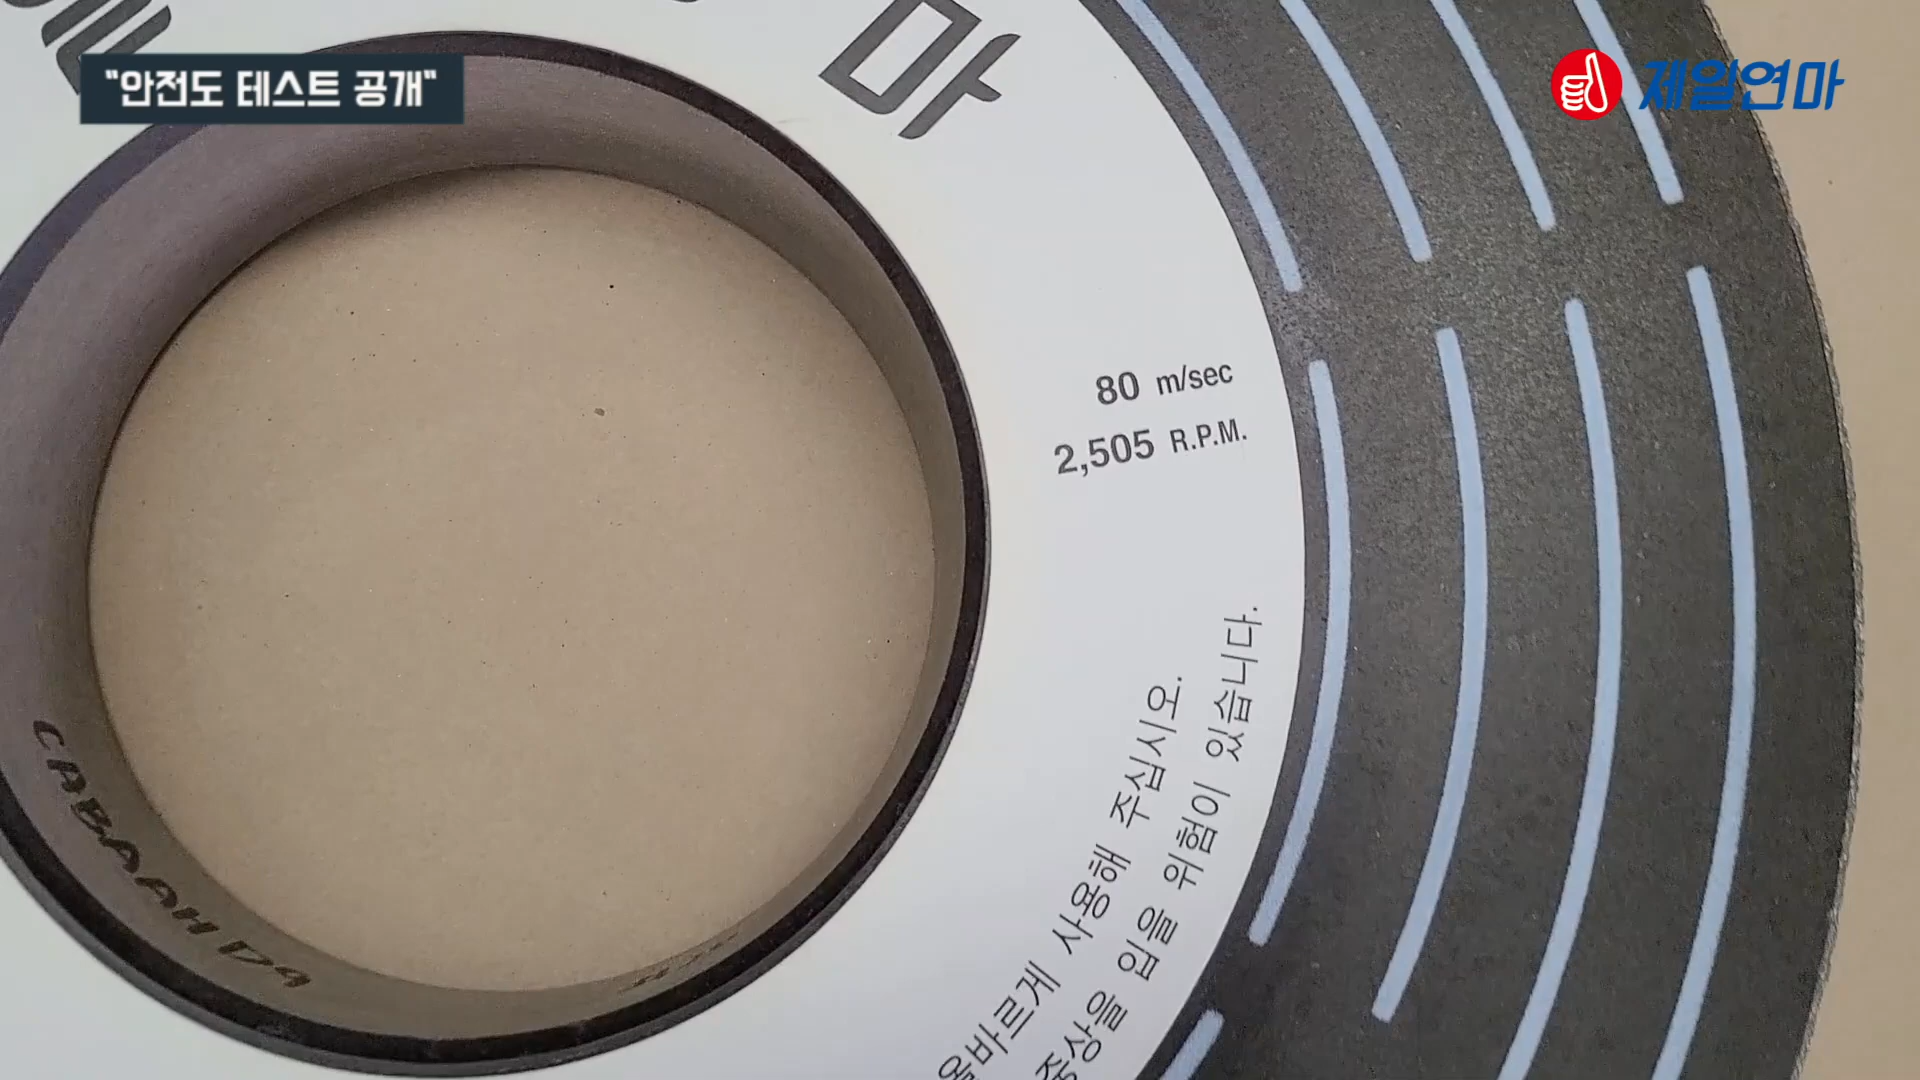 "안전도 테스트 공개"
제일연마
마
80 m/sec
2,505 R.P.M.
올바르게 사용해 주십시오.
중상을 입을 위험이 있습니다.
CABAAH